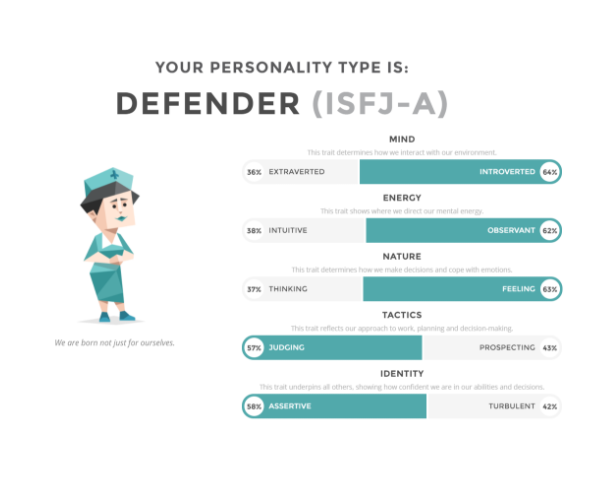 YOUR PERSONALITY TYPE IS:
DEFENDER (ISFJ-A)
MIND
This trait determines how we interact with our environment.
36% EXTRAVERTED INTROVERTED 64%
ENERGY
This trait shows where we direct our mental energy.
38% INTUITIVE OBSERVANT 62%
NATURE
This trait determines how we make decisions and cope with emotions.
37% THINKING FEELING 63%
TACTICS
This trait reflects our approach to work, planning and decision-making.
57% JUDGING PROSPECTING 43%
IDENTITY
This trait underpins all others, showing how confident we are in our abilities and decisions.
58% ASSERTIVE TURBULENT 42%
We are born not just for ourselves.